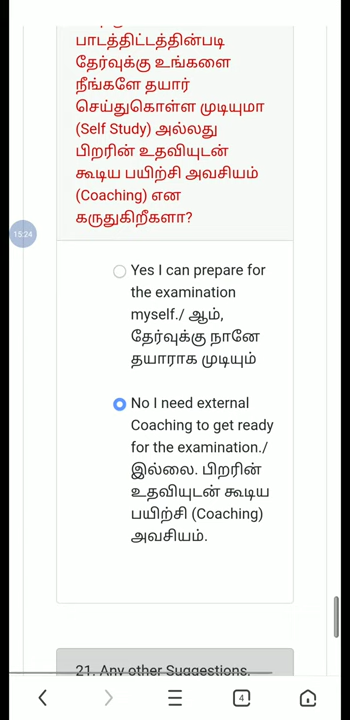 பாடத்திட்டத்தின்படி
தேர்வுக்கு உங்களை
நீங்களே தயார்
செய்துகொள்ள முடியுமா
(Self Study) அல்லது
பிறரின் உதவியுடன்
கூடிய பயிற்சி அவசியம்
(Coaching) என
கருதுகிறீகளா?
15:24
Yes I can prepare for
the examination
myself./ ஆம்,
தேர்வுக்கு நானே
தயாராக முடியும்
No I need external
Coaching to get ready
for the examination./
இல்லை. பிறரின்
உதவியுடன் கூடிய
பயிற்சி (Coaching)
அவசியம்.
21. Any other Suggestions.
4